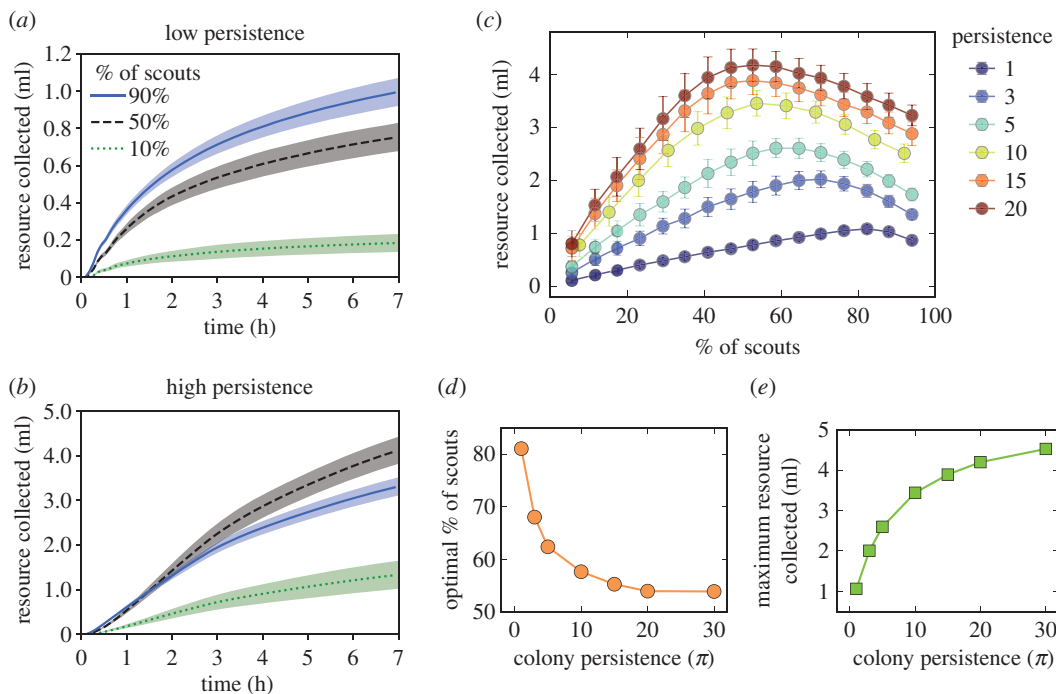 (a)
low persistence
1.2
1.0
0.8
0.6
0.4
0.2
0
resource collected (ml)
% of scouts
90%
50%
10%
0 1 2 3 4 5 6 7
time (h)
(b)
high persistence
5.0
4.0
3.0
2.0
1.0
0
resource collected (ml)
0 1 2 3 4 5 6 7
time (h)
(c)
4
3
2
1
0
resource collected (ml)
0 20 40 60 80 100
% of scouts
persistence
1
3
5
10
15
20
(d)
80
70
60
50
optimal % of scouts
0 10 20 30
colony persistence (π)
(e)
5
4
3
2
1
maximum resource
collected (ml)
0 10 20 30
colony persistence (π)